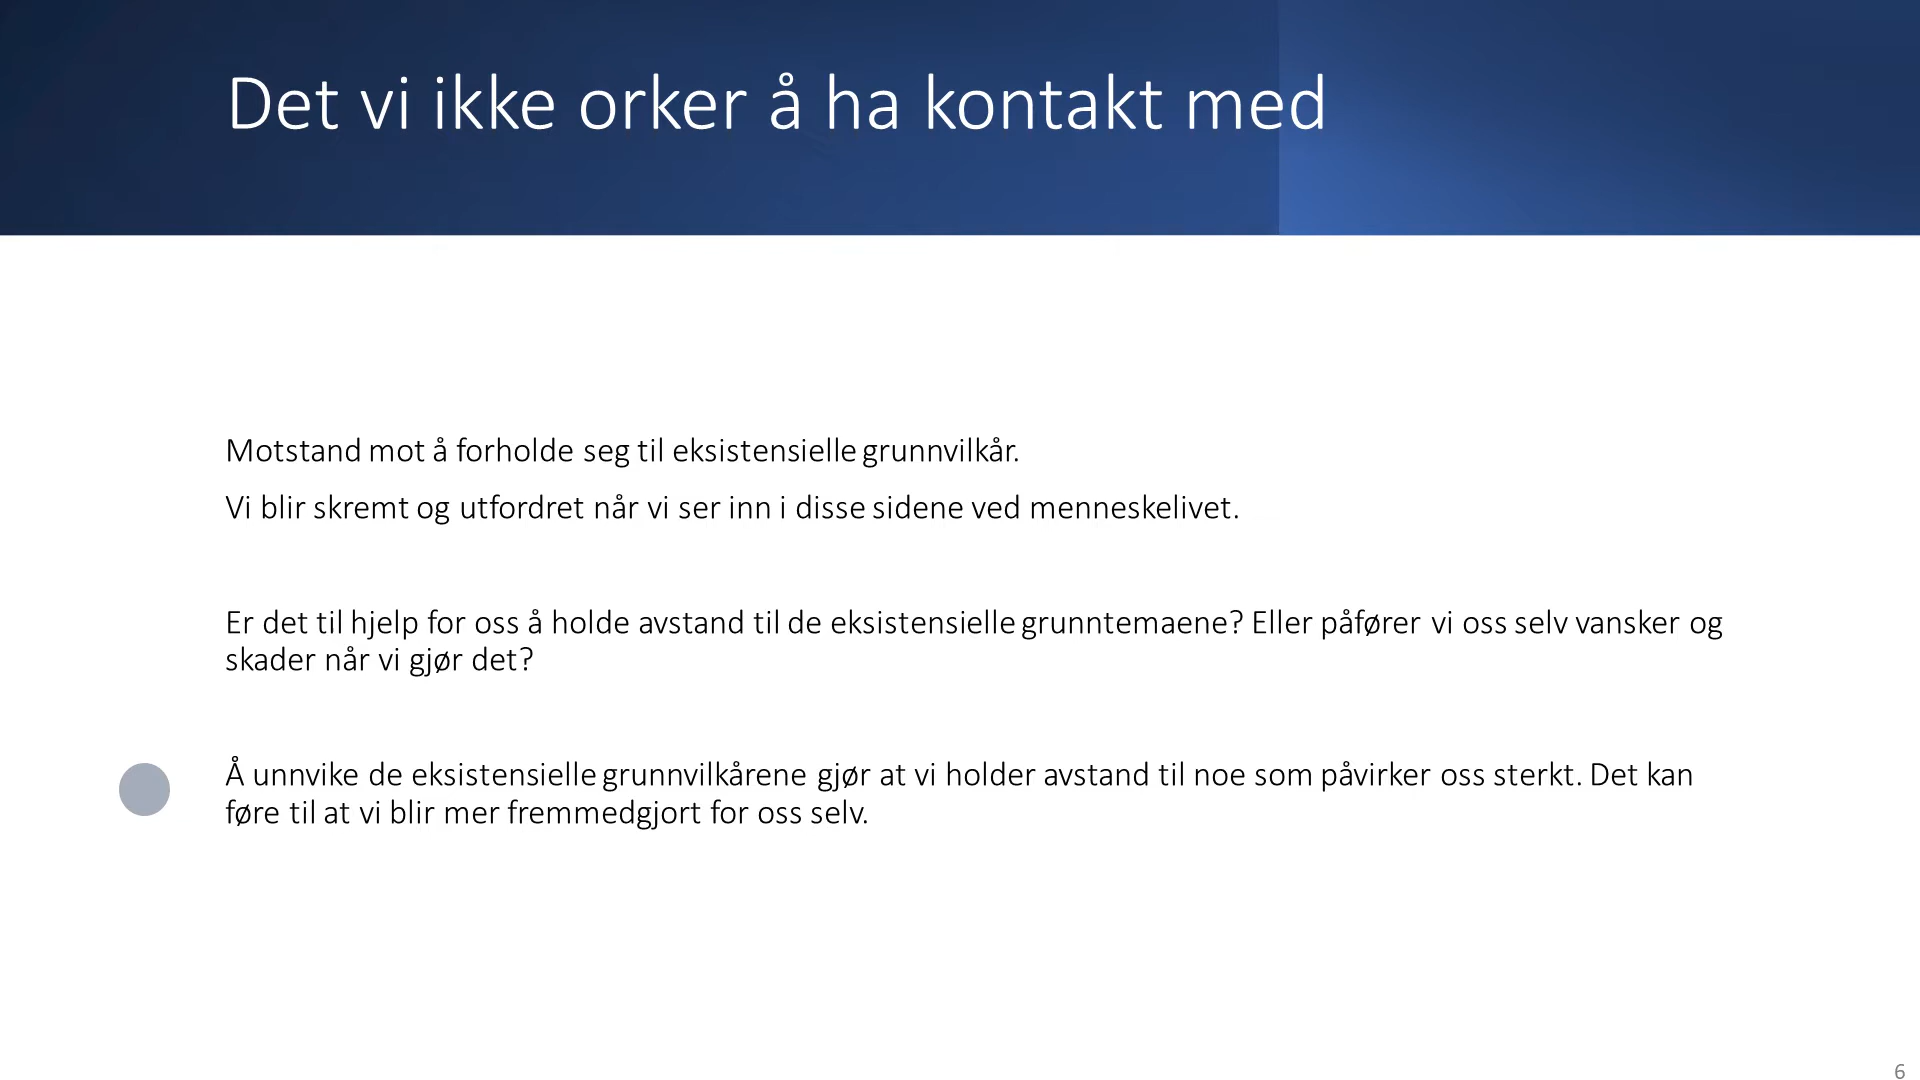 Det vi ikke orker å ha kontakt med
Motstand mot å forholde seg til eksistensielle grunnvilkår.
Vi blir skremt og utfordret når vi ser inn i disse sidene ved menneskelivet.
Er det til hjelp for oss å holde avstand til de eksistensielle grunntemaene? Eller påfører vi oss selv vansker og
skader når vi gjør det?
Å unnvike de eksistensielle grunnvilkårene gjør at vi holder avstand til noe som påvirker oss sterkt. Det kan
føre til at vi blir mer fremmedgjort for oss selv.
6